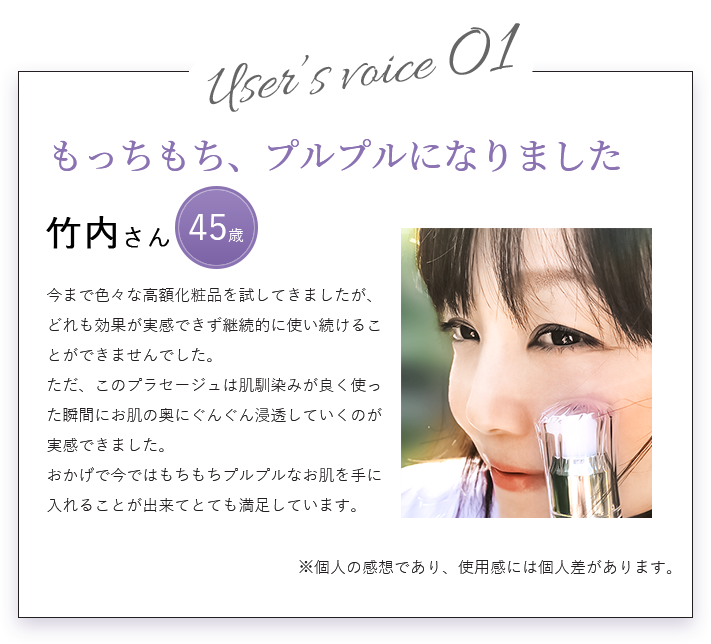 User's voice 01
もっちもち、プルプルになりました
竹内さん 45歳
今まで色々な高額化粧品を試してきましたが、
どれも効果が実感できず継続的に使い続けるこ
とができませんでした。
ただ、このプラセージュは肌馴染みが良く使っ
た瞬間にお肌の奥にぐんぐん浸透していくのが
実感できました。
おかげで今ではもちもちプルプルなお肌を手に
入れることが出来てとても満足しています。
※個人の感想であり、使用感には個人差があります。